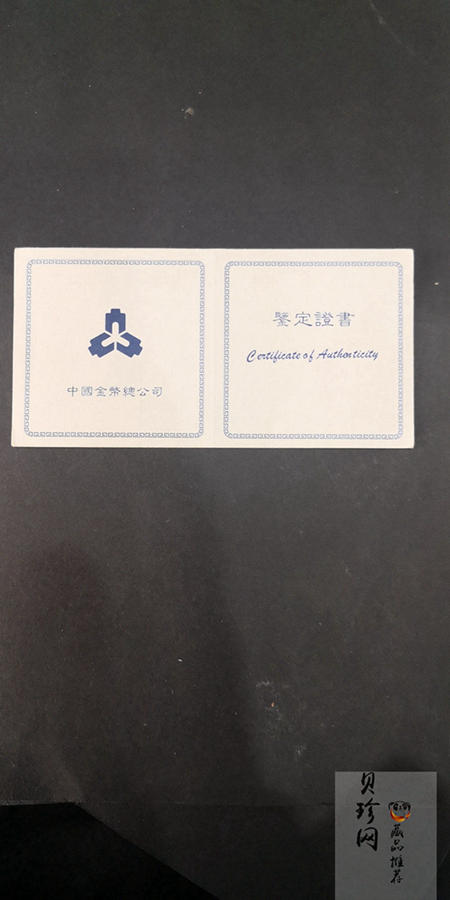 中國金幣總公司
鑒定證書
Certificate of Authenticity
贝珍网
藏品推荐